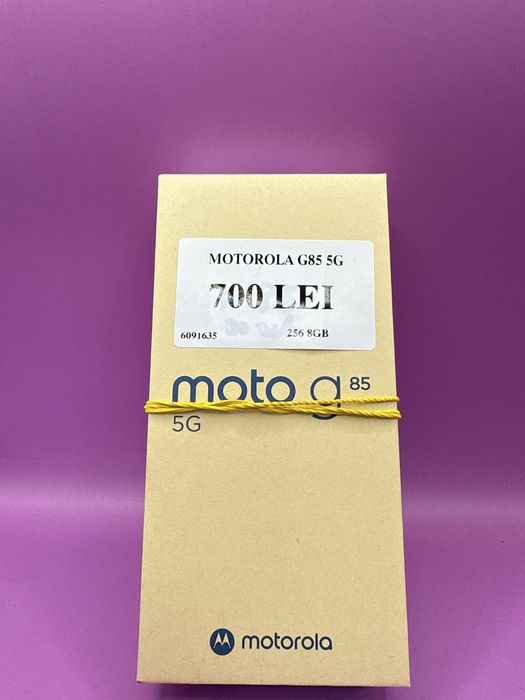 MOTOROLA G85 5G
700 LEI
6091635 256 8GB
moto g 85
5G
motorola